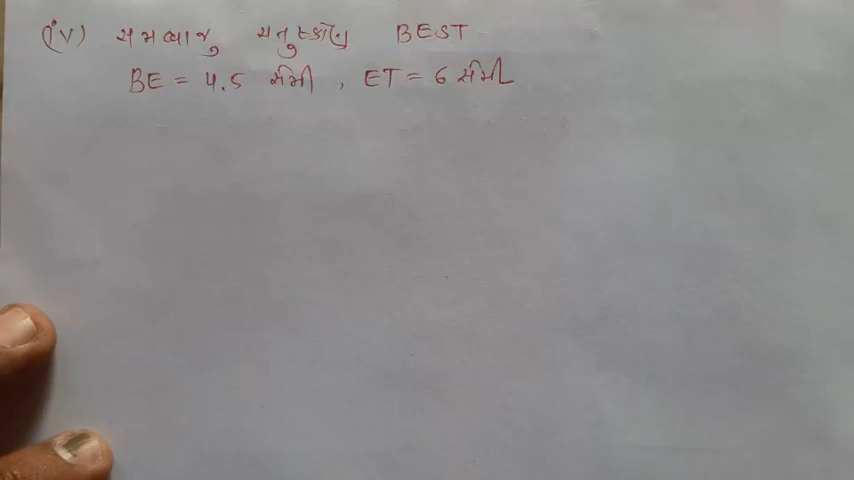 (iv) સમબાજુ ચતુષ્કોણ BEST
BE = 4.5 સેમી , ET = 6 સેમી